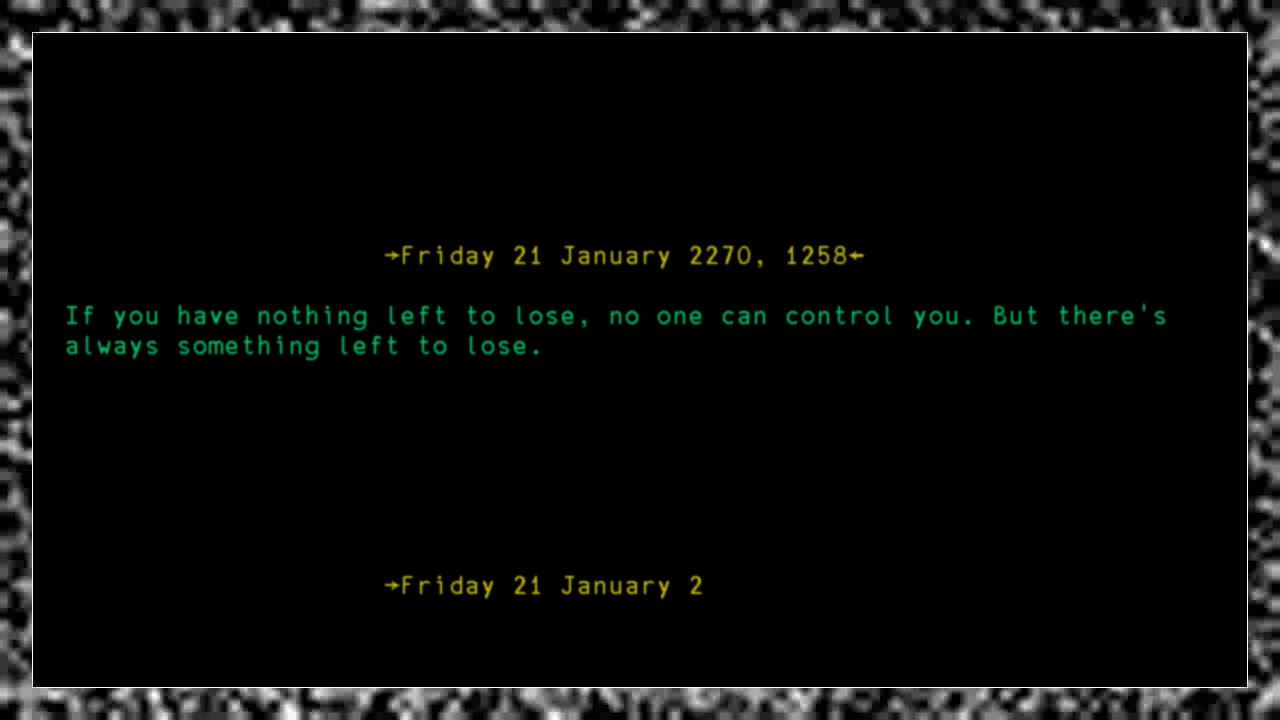 →Friday 21 January 2270, 1258←
If you have nothing left to lose, no one can control you. But there's
always something left to lose.
→Friday 21 January 2